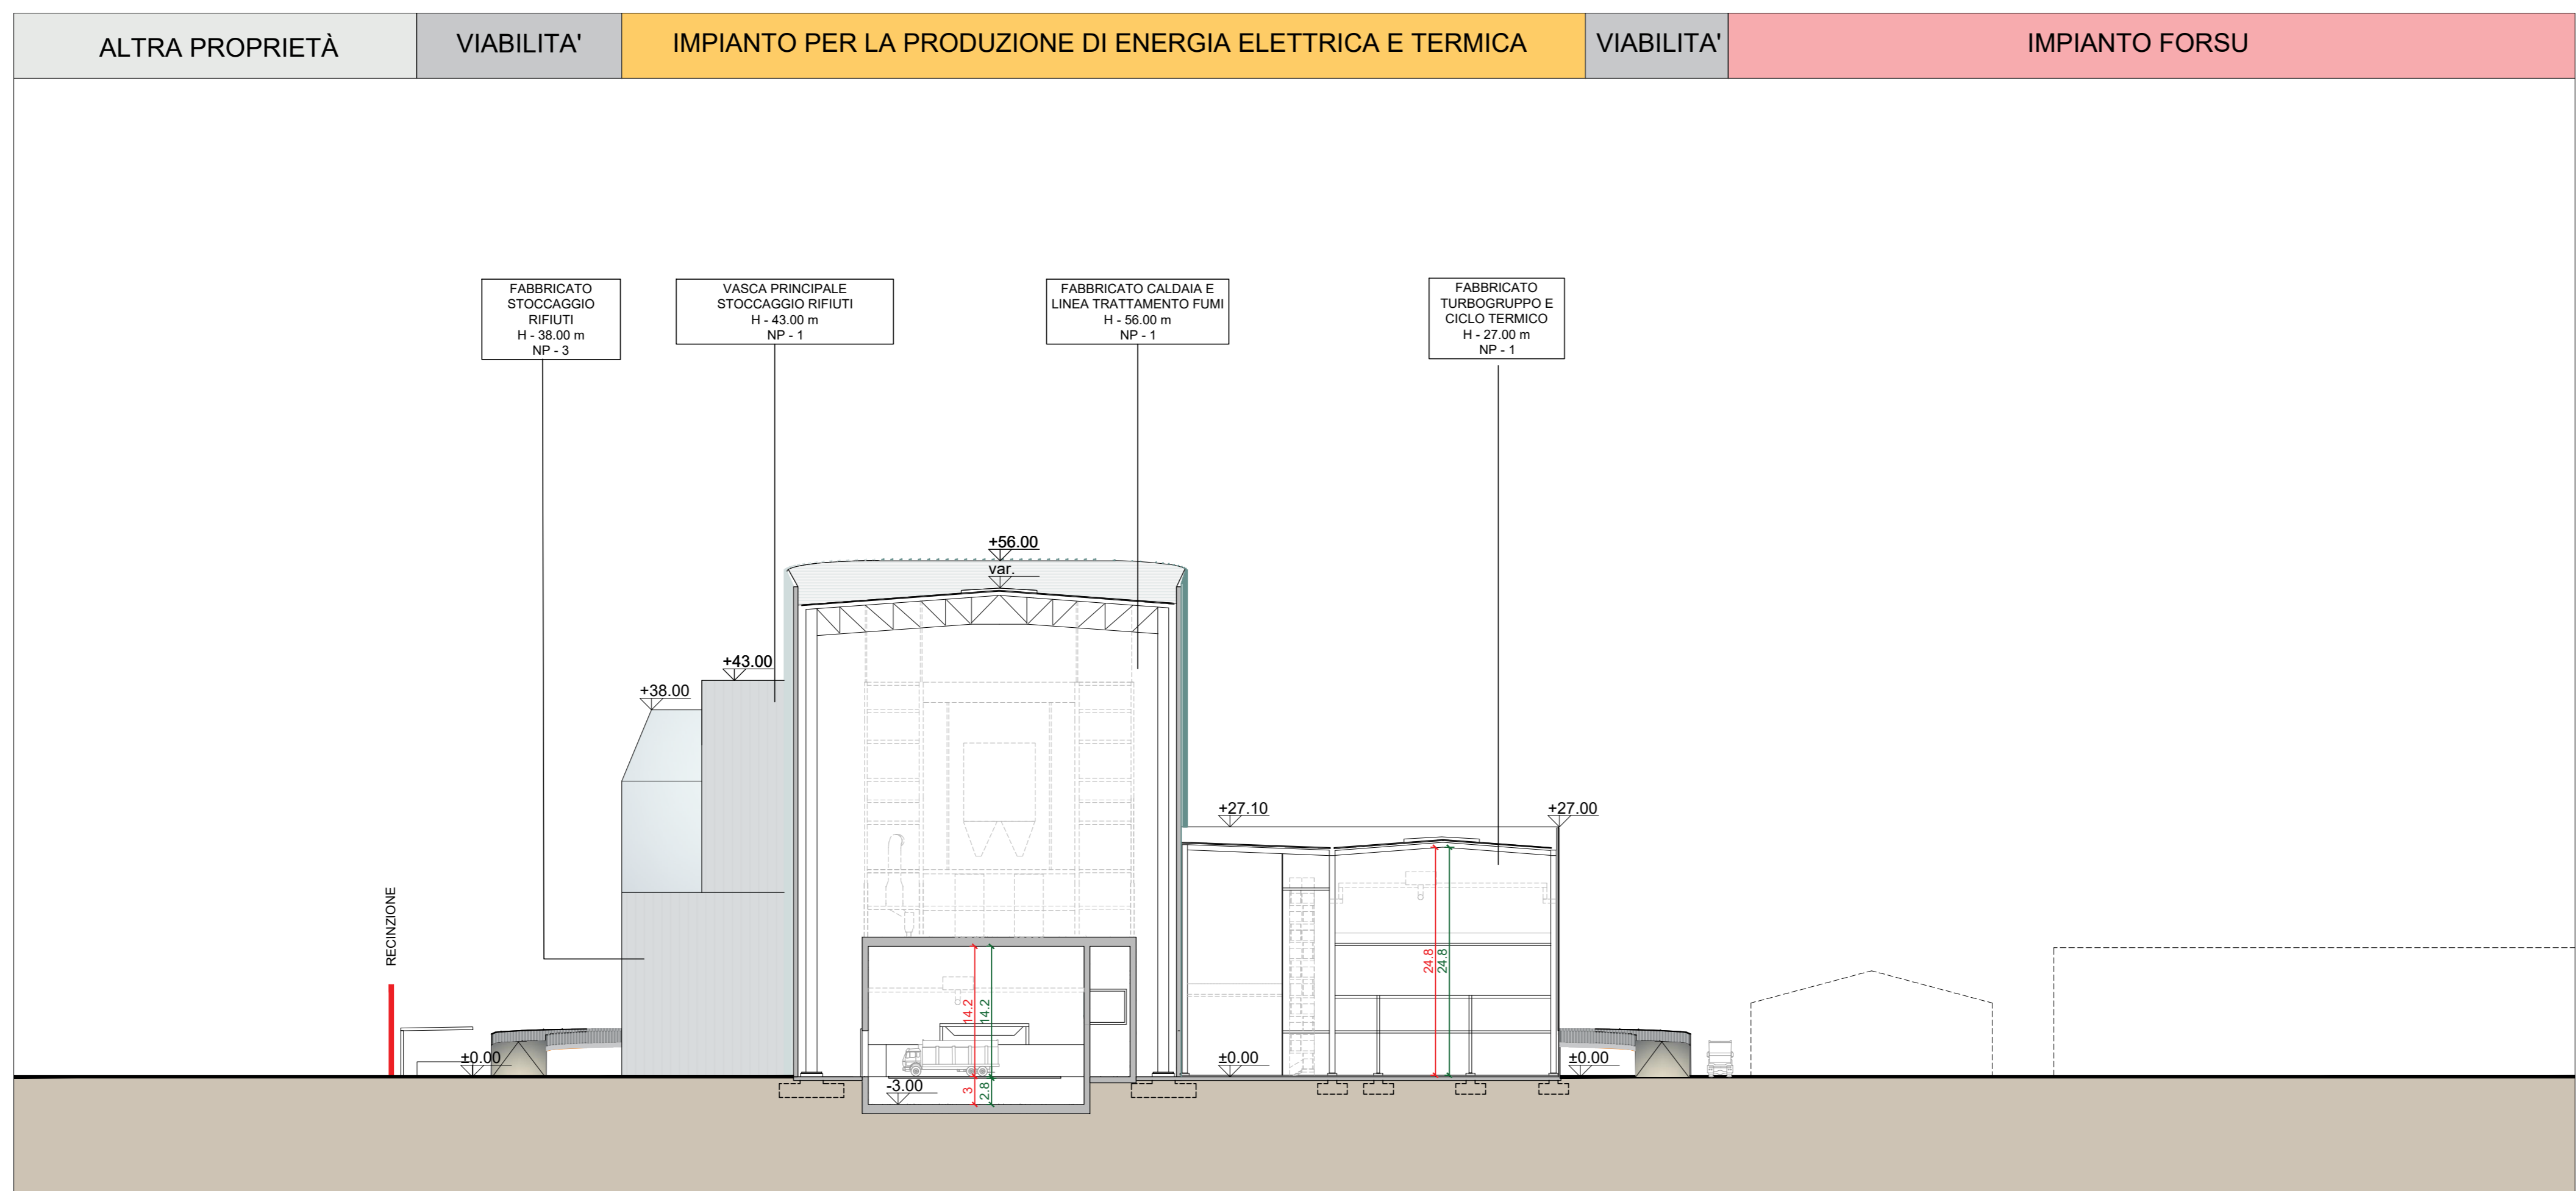 ALTRA PROPRIETÀ
VIABILITA'
IMPIANTO PER LA PRODUZIONE DI ENERGIA ELETTRICA E TERMICA
VIABILITA'
IMPIANTO FORSU
FABBRICATO
STOCCAGGIO
RIFIUTI
H - 38.00 m
NP - 3
VASCA PRINCIPALE
STOCCAGGIO RIFIUTI
H - 43.00 m
NP - 1
FABBRICATO CALDAIA E
LINEA TRATTAMENTO FUMI
H - 56.00 m
NP - 1
FABBRICATO
TURBOGRUPPO E
CICLO TERMICO
H - 27.00 m
NP - 1
+56.00
var.
+43.00
+38.00
+27.10
+27.00
RECINZIONE
24.8
24.8
14.2
14.2
±0.00
±0.00
±0.00
-3.00
3
2.8